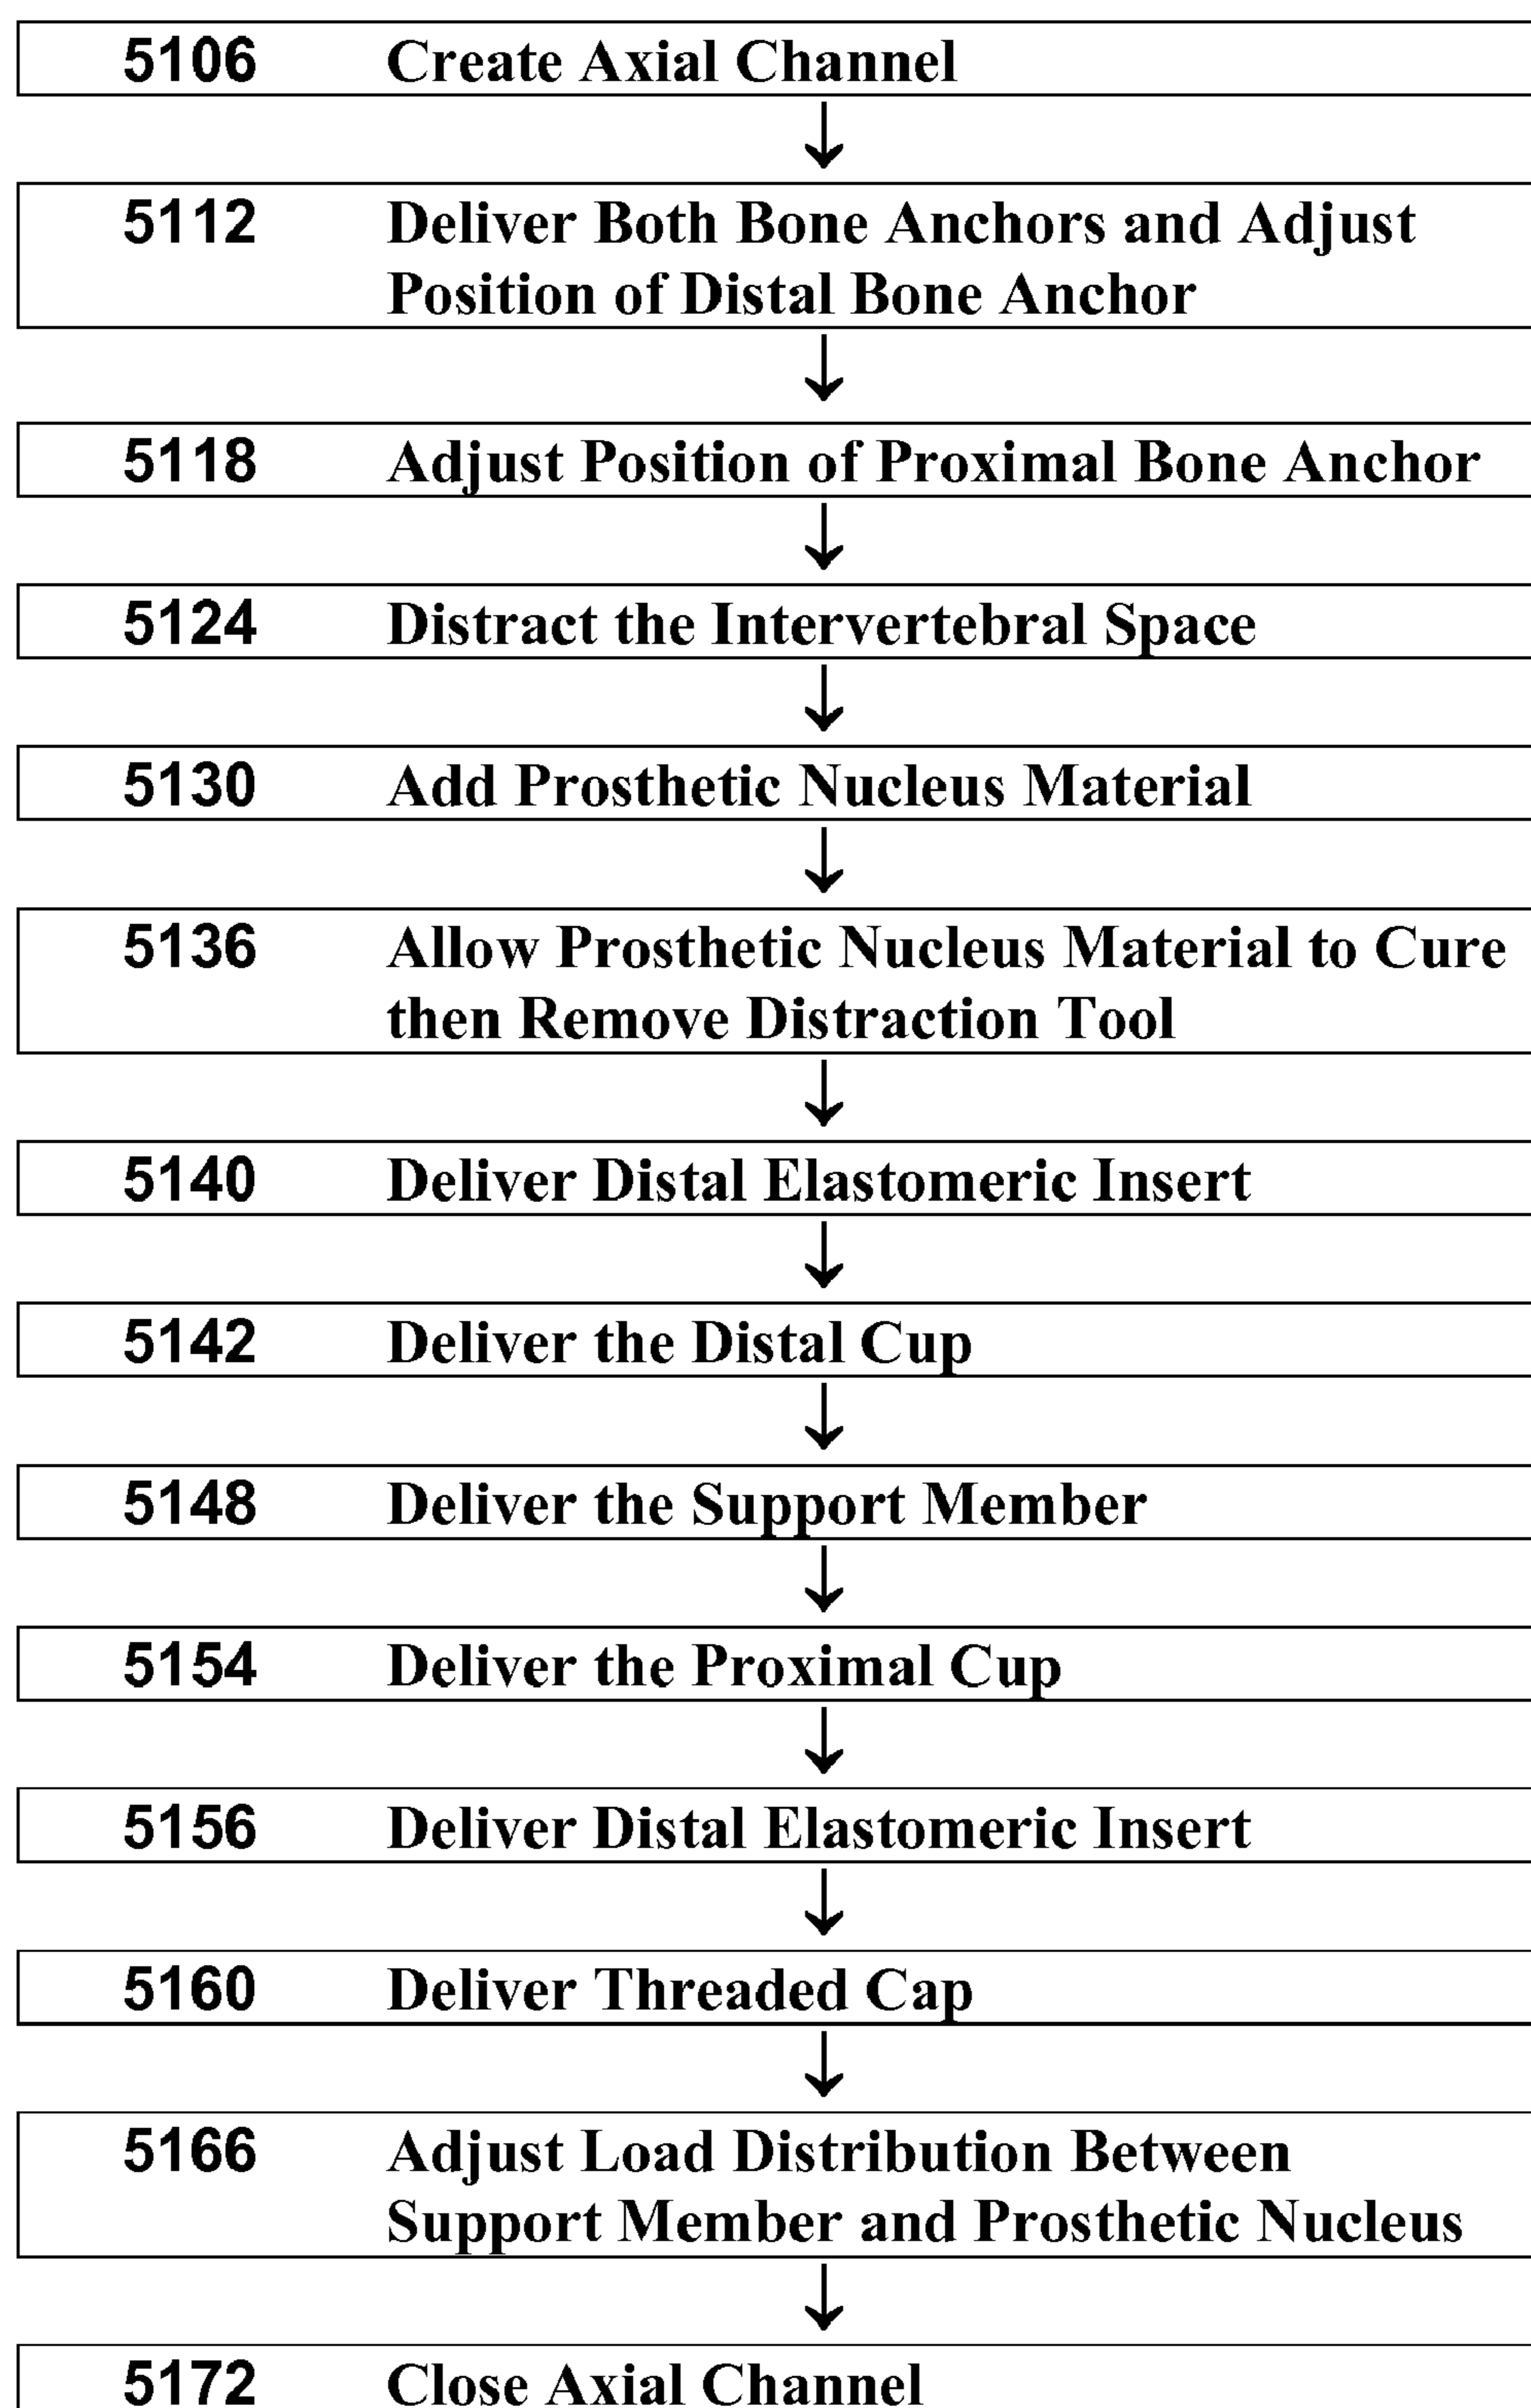 5106 Create Axial Channel
5112 Deliver Both Bone Anchors and Adjust
Position of Distal Bone Anchor
5118 Adjust Position of Proximal Bone Anchor
5124 Distract the Intervertebral Space
5130 Add Prosthetic Nucleus Material
5136 Allow Prosthetic Nucleus Material to Cure
then Remove Distraction Tool
5140 Deliver Distal Elastomeric Insert
5142 Deliver the Distal Cup
5148 Deliver the Support Member
5154 Deliver the Proximal Cup
5156 Deliver Distal Elastomeric Insert
5160 Deliver Threaded Cap
5166 Adjust Load Distribution Between
Support Member and Prosthetic Nucleus
5172 Close Axial Channel